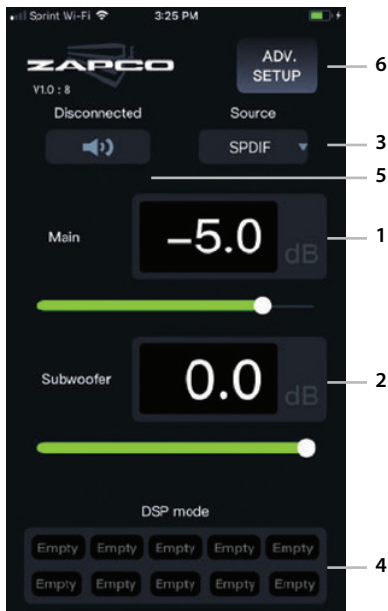 Sprint Wi-Fi 3:25 PM
ZAPCO
ADV.
SETUP
6
V1.0 : 8
Disconnected Source
SPDIF
3
5
Main -5.0 dB
1
Subwoofer 0.0 dB
2
DSP mode
Empty Empty Empty Empty Empty
4
Empty Empty Empty Empty Empty